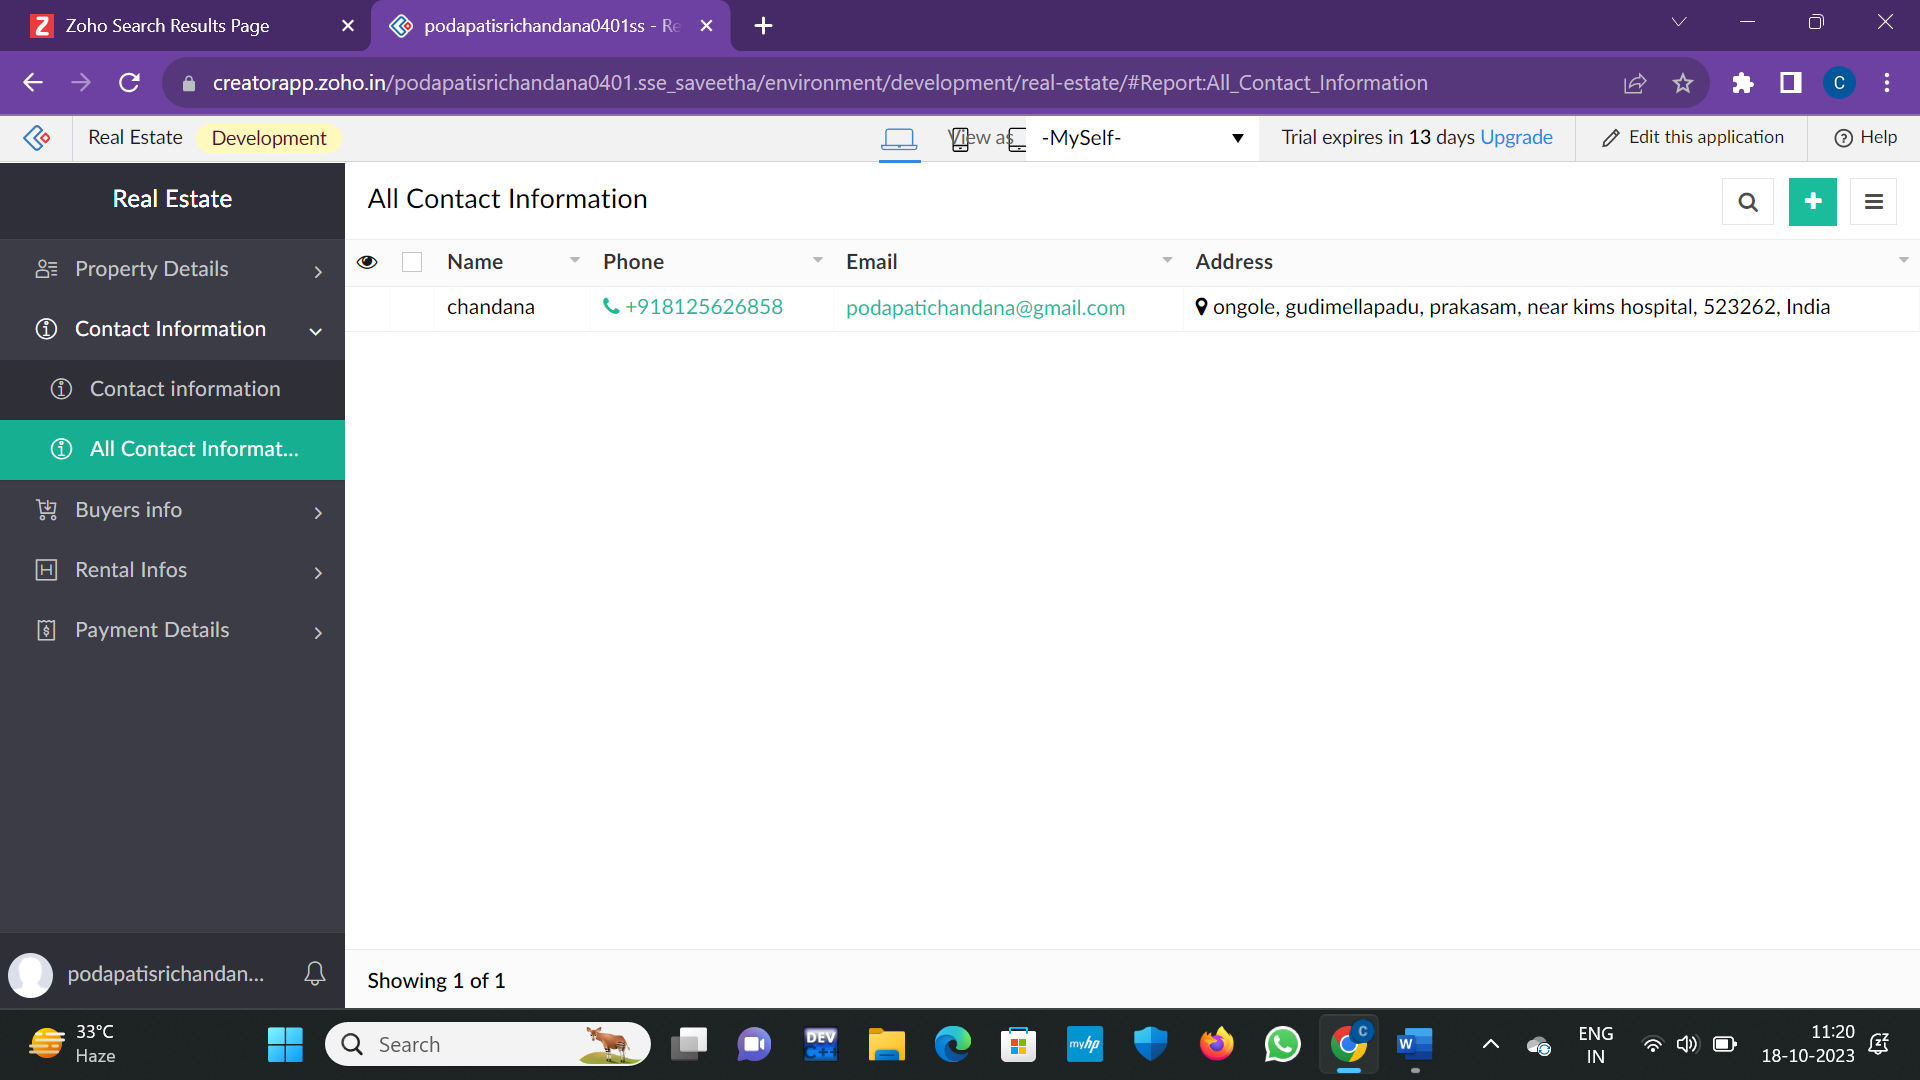 Zoho Search Results Page
podapatisrichandana0401ss - Re
creatorapp.zoho.in/podapatisrichandana0401.sse_saveetha/environment/development/real-estate/#Report:All_Contact_Information
C
Real Estate
Development
View as
-MySelf-
Trial expires in 13 days Upgrade
Edit this application
Help
Real Estate
All Contact Information
Property Details
Name
Phone
Email
Address
chandana
+918125626858
podapatichandana@gmail.com
ongole, gudimellapadu, prakasam, near kims hospital, 523262, India
Contact Information
Contact information
All Contact Informat...
Buyers info
Rental Infos
Payment Details
podapatisrichandan...
Showing 1 of 1
33°C
Haze
Search
DEV
C++
myhp
C
W
ENG
IN
11:20
18-10-2023